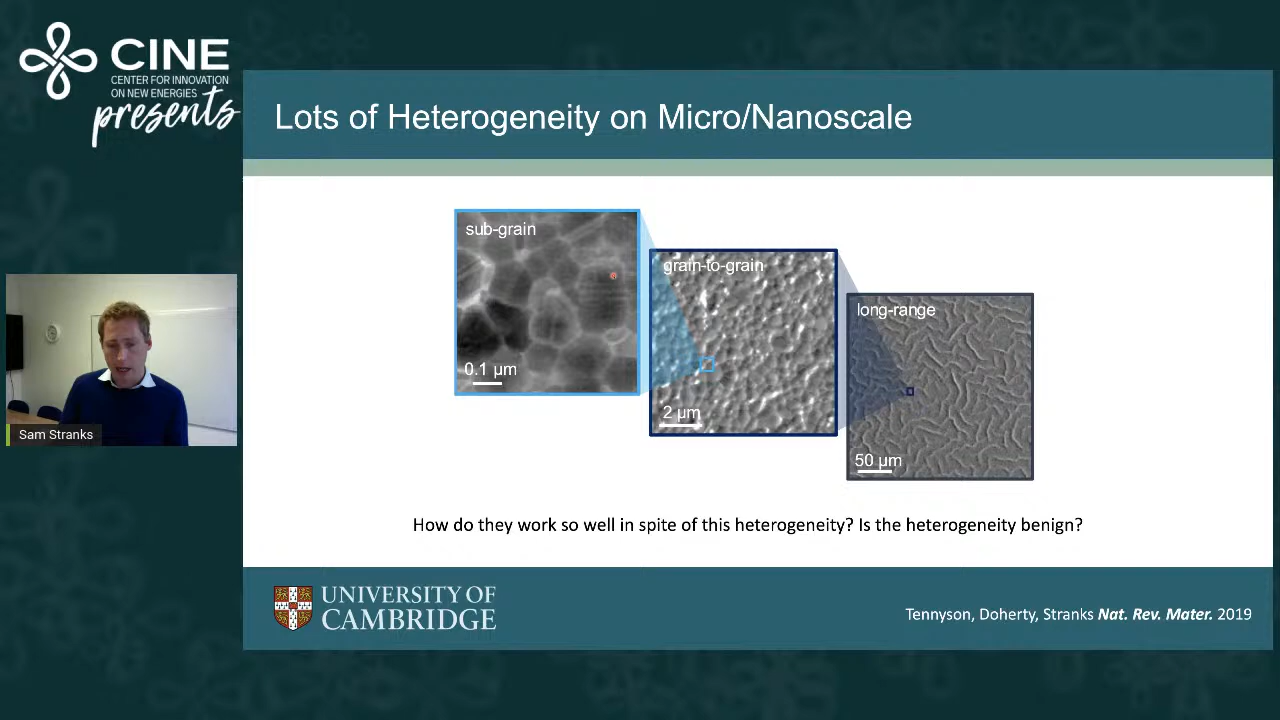 CINE
CENTER FOR INNOVATION
ON NEW ENERGIES
presents
Lots of Heterogeneity on Micro/Nanoscale
sub-grain
0.1 µm
grain-to-grain
2 µm
long-range
50 µm
Sam Stranks
How do they work so well in spite of this heterogeneity? Is the heterogeneity benign?
UNIVERSITY OF
CAMBRIDGE
Tennyson, Doherty, Stranks Nat. Rev. Mater. 2019